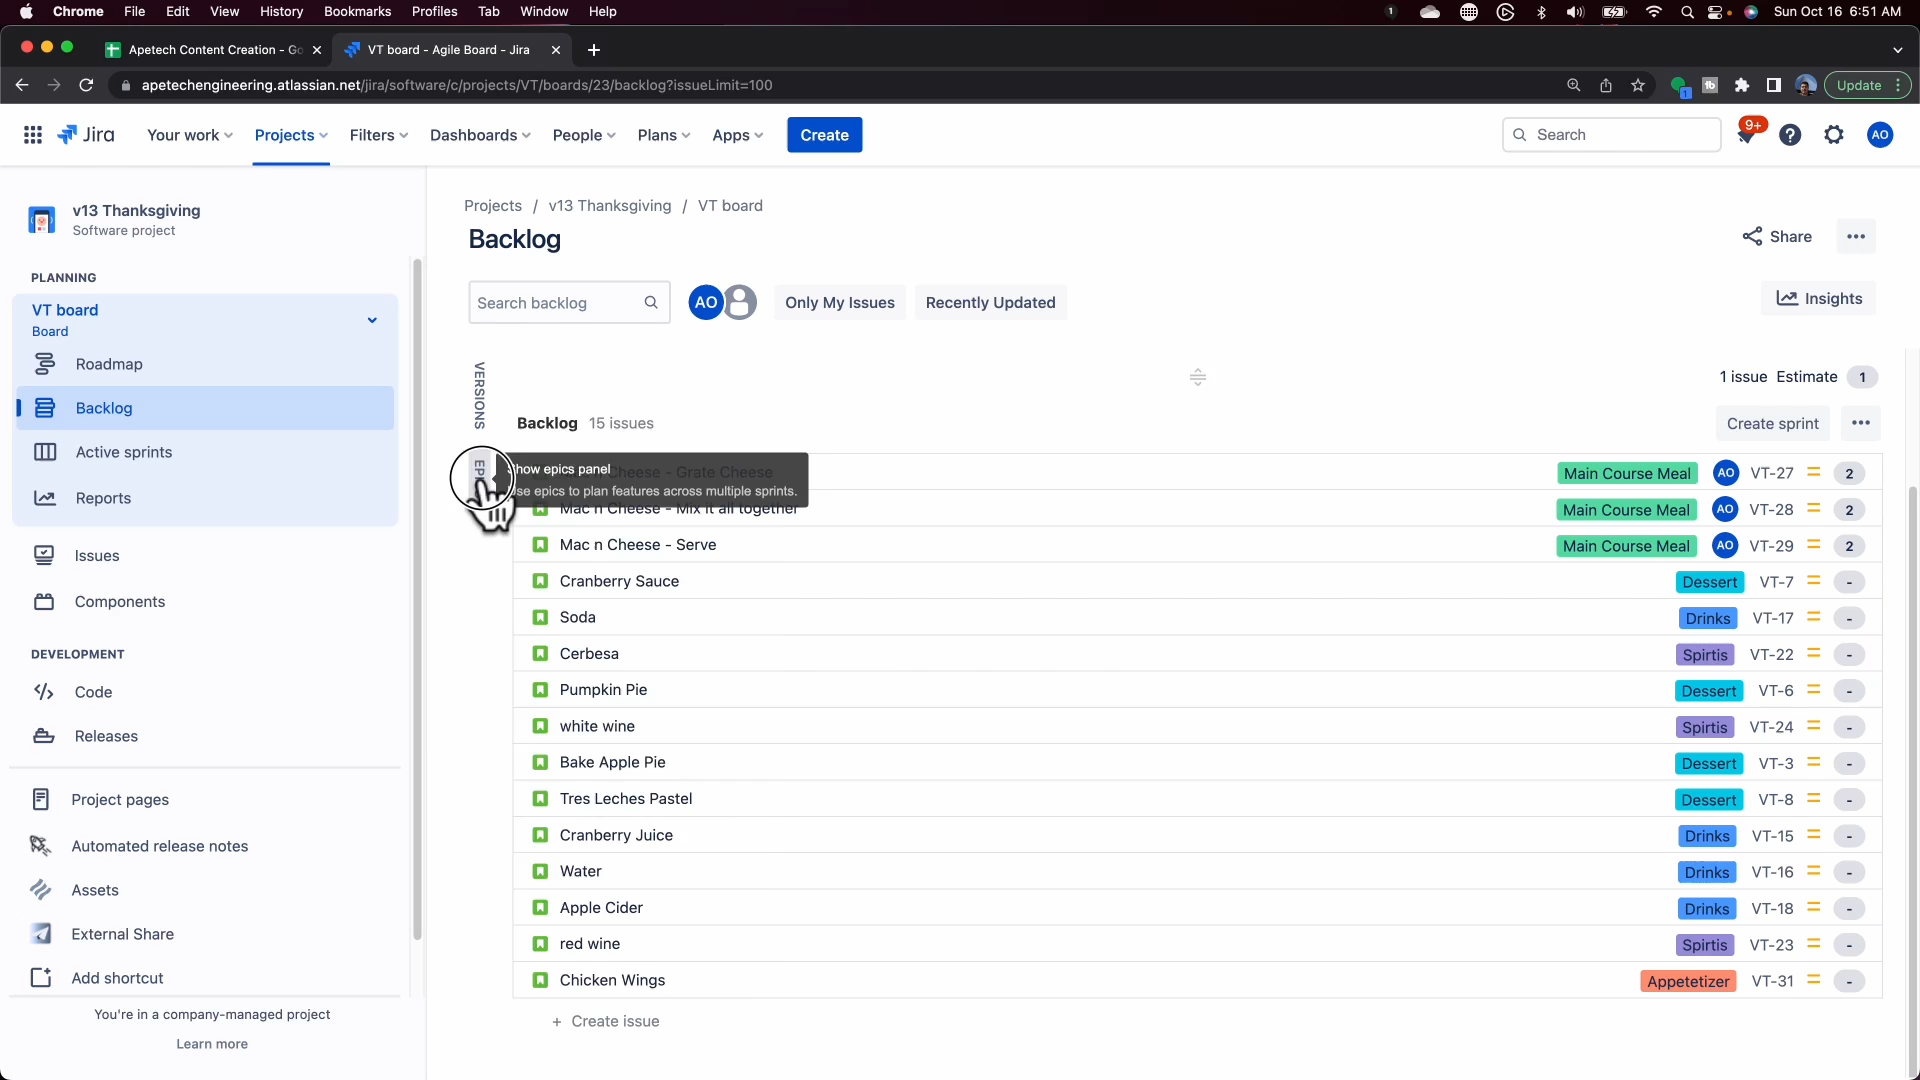 Chrome File Edit View History Bookmarks Profiles Tab Window Help
1 Sun Oct 16 6:51 AM
Apetech Content Creation - Go
VT board - Agile Board - Jira
apetechengineering.atlassian.net/jira/software/c/projects/VT/boards/23/backlog?issueLimit=100
tb
1
Update
Jira
Your work
Projects
Filters
Dashboards
People
Plans
Apps
Create
Search
9+
AO
v13 Thanksgiving
Software project
PLANNING
VT board
Board
Roadmap
Backlog
Active sprints
Reports
Issues
Components
DEVELOPMENT
Code
Releases
Project pages
Automated release notes
Assets
External Share
Add shortcut
You're in a company-managed project
Learn more
Projects / v13 Thanksgiving / VT board
Backlog
Share
Search backlog
AO
Only My Issues
Recently Updated
Insights
VERSIONS
1 issue Estimate 1
Backlog 15 issues
Create sprint
Show epics panel
Use epics to plan features across multiple sprints.
Cheese - Grate Cheese Main Course Meal AO VT-27 2
Mac n Cheese - Mix it all together Main Course Meal AO VT-28 2
Mac n Cheese - Serve Main Course Meal AO VT-29 2
Cranberry Sauce Dessert VT-7 -
Soda Drinks VT-17 -
Cerbesa Spirtis VT-22 -
Pumpkin Pie Dessert VT-6 -
white wine Spirtis VT-24 -
Bake Apple Pie Dessert VT-3 -
Tres Leches Pastel Dessert VT-8 -
Cranberry Juice Drinks VT-15 -
Water Drinks VT-16 -
Apple Cider Drinks VT-18 -
red wine Spirtis VT-23 -
Chicken Wings Appetetizer VT-31 -
+ Create issue